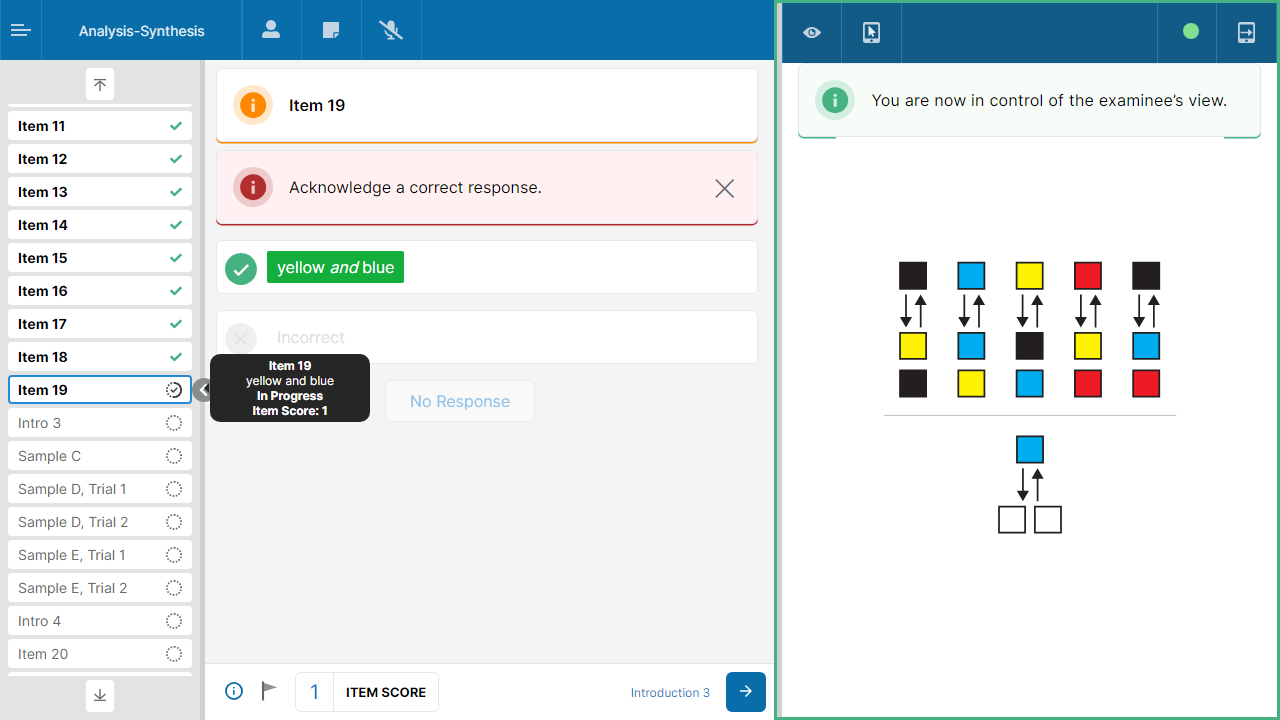 Analysis-Synthesis
Item 11
Item 12
Item 13
Item 14
Item 15
Item 16
Item 17
Item 18
Item 19
Intro 3
Sample C
Sample D, Trial 1
Sample D, Trial 2
Sample E, Trial 1
Sample E, Trial 2
Intro 4
Item 20
Item 19
Acknowledge a correct response.
yellow and blue
Incorrect
Item 19
yellow and blue
In Progress
Item Score: 1
No Response
1 ITEM SCORE
Introduction 3
You are now in control of the examinee’s view.